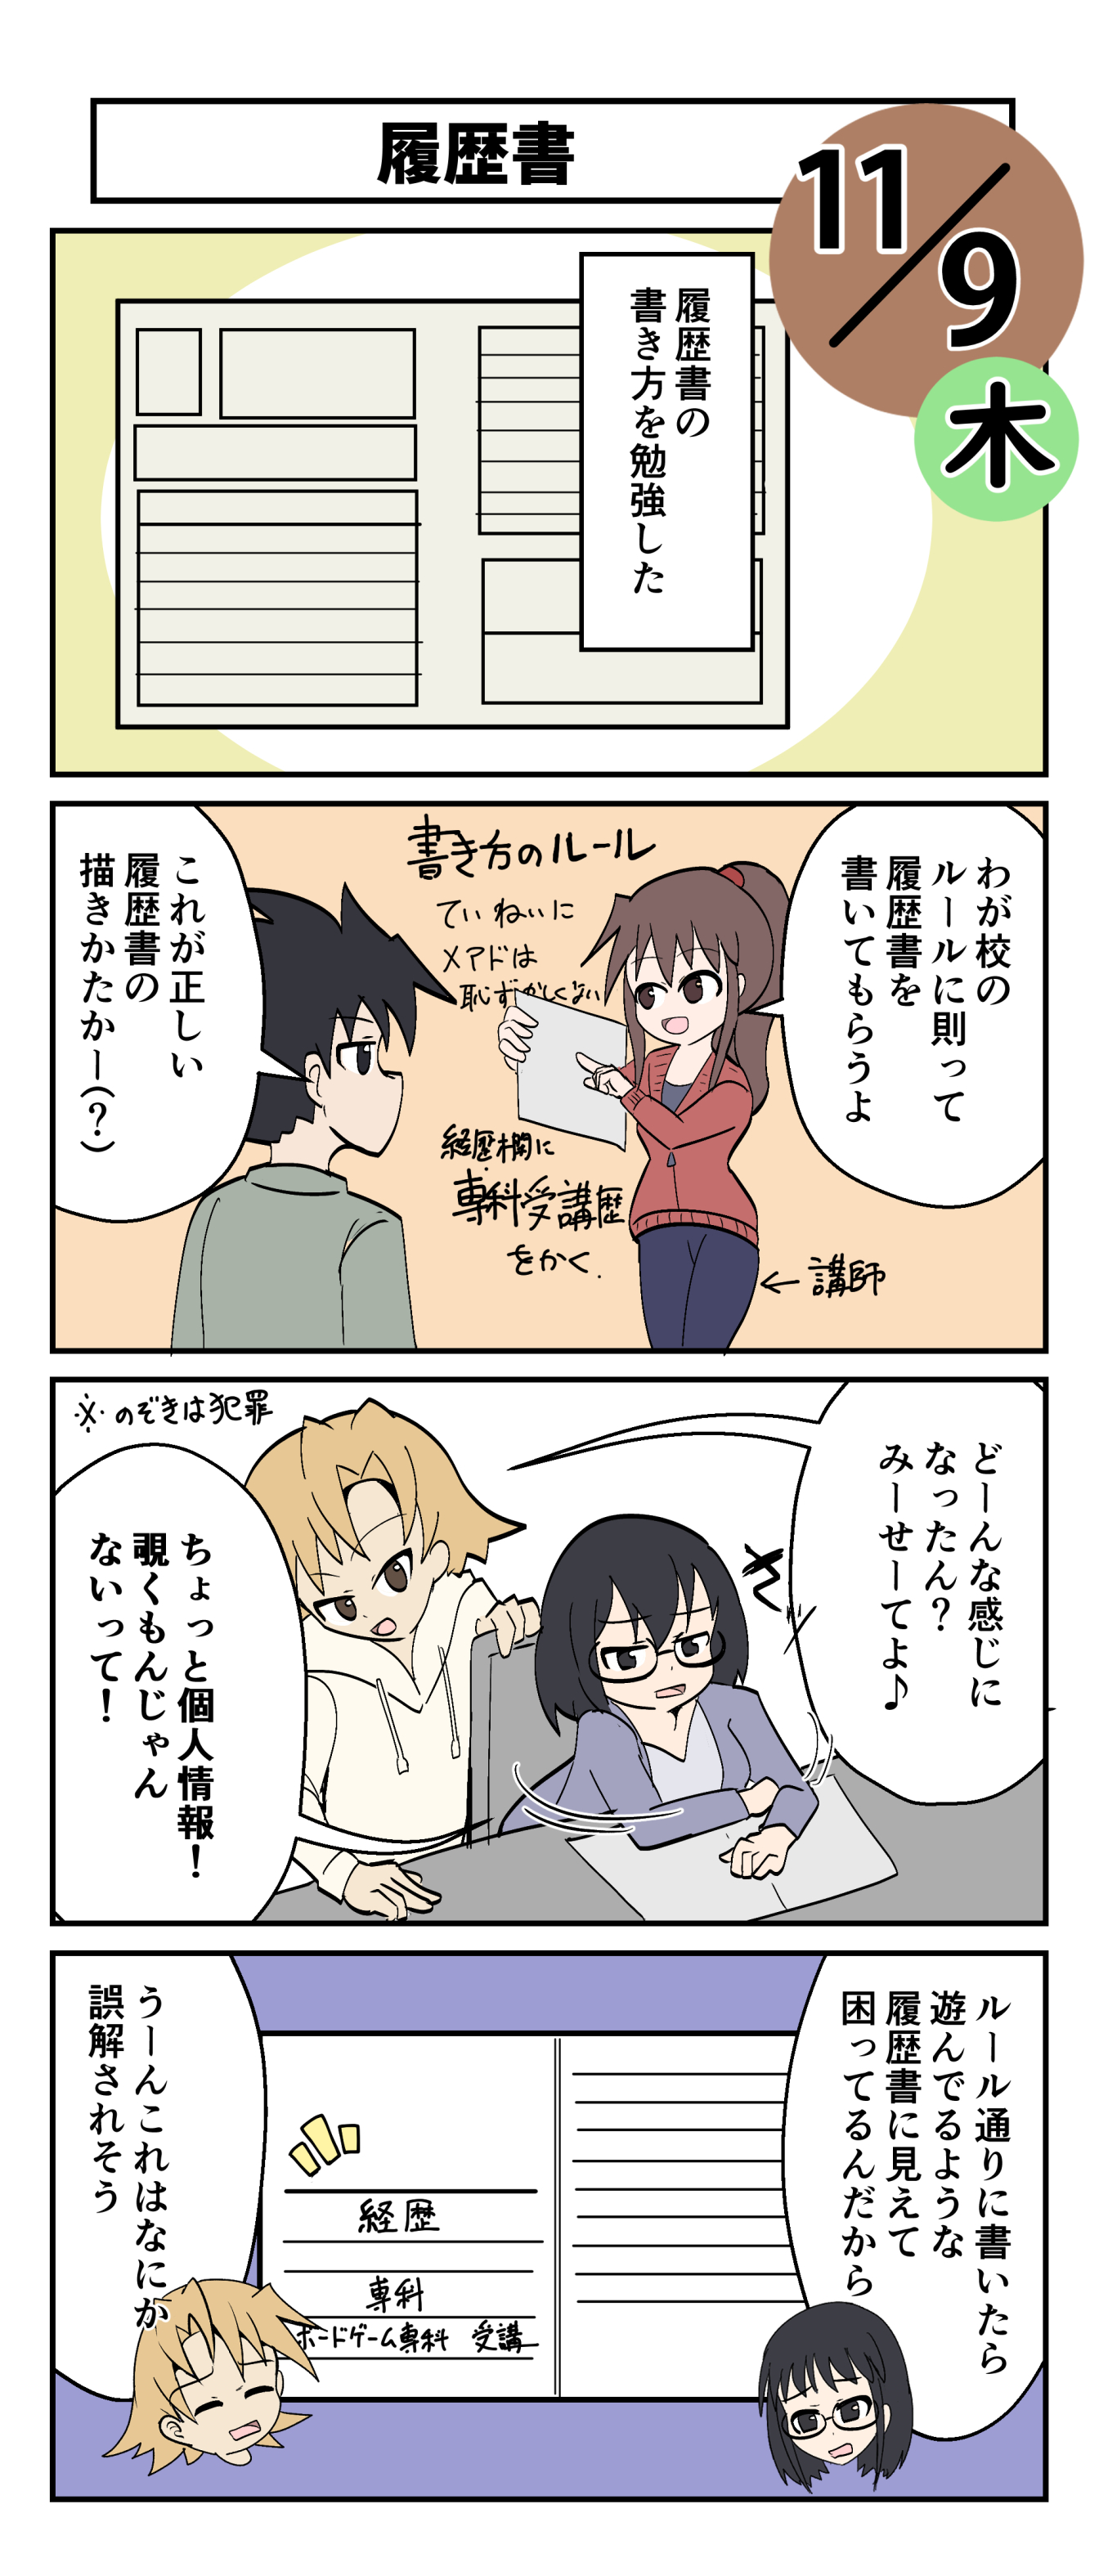 履歴書
11/9
木
履歴書の
書き方を勉強した
わが校の
ルールに則って
履歴書を
書いてもらうよ
書き方のルール
ていねいに
メアドは
恥ずかしくない
経歴欄に
専科受講歴
をかく.
←講師
これが正しい
履歴書の
描きかたかー(?)
どーんな感じに
なったん?
みーせーてよ♪
さ
※のぞきは犯罪
ちょっと個人情報!
覗くもんじゃん
ないって!
ルール通りに書いたら
遊んでるような
履歴書に見えて
困ってるんだから
経歴
専科
ボードゲーム専科 受講
うーんこれはなにか
誤解されそう